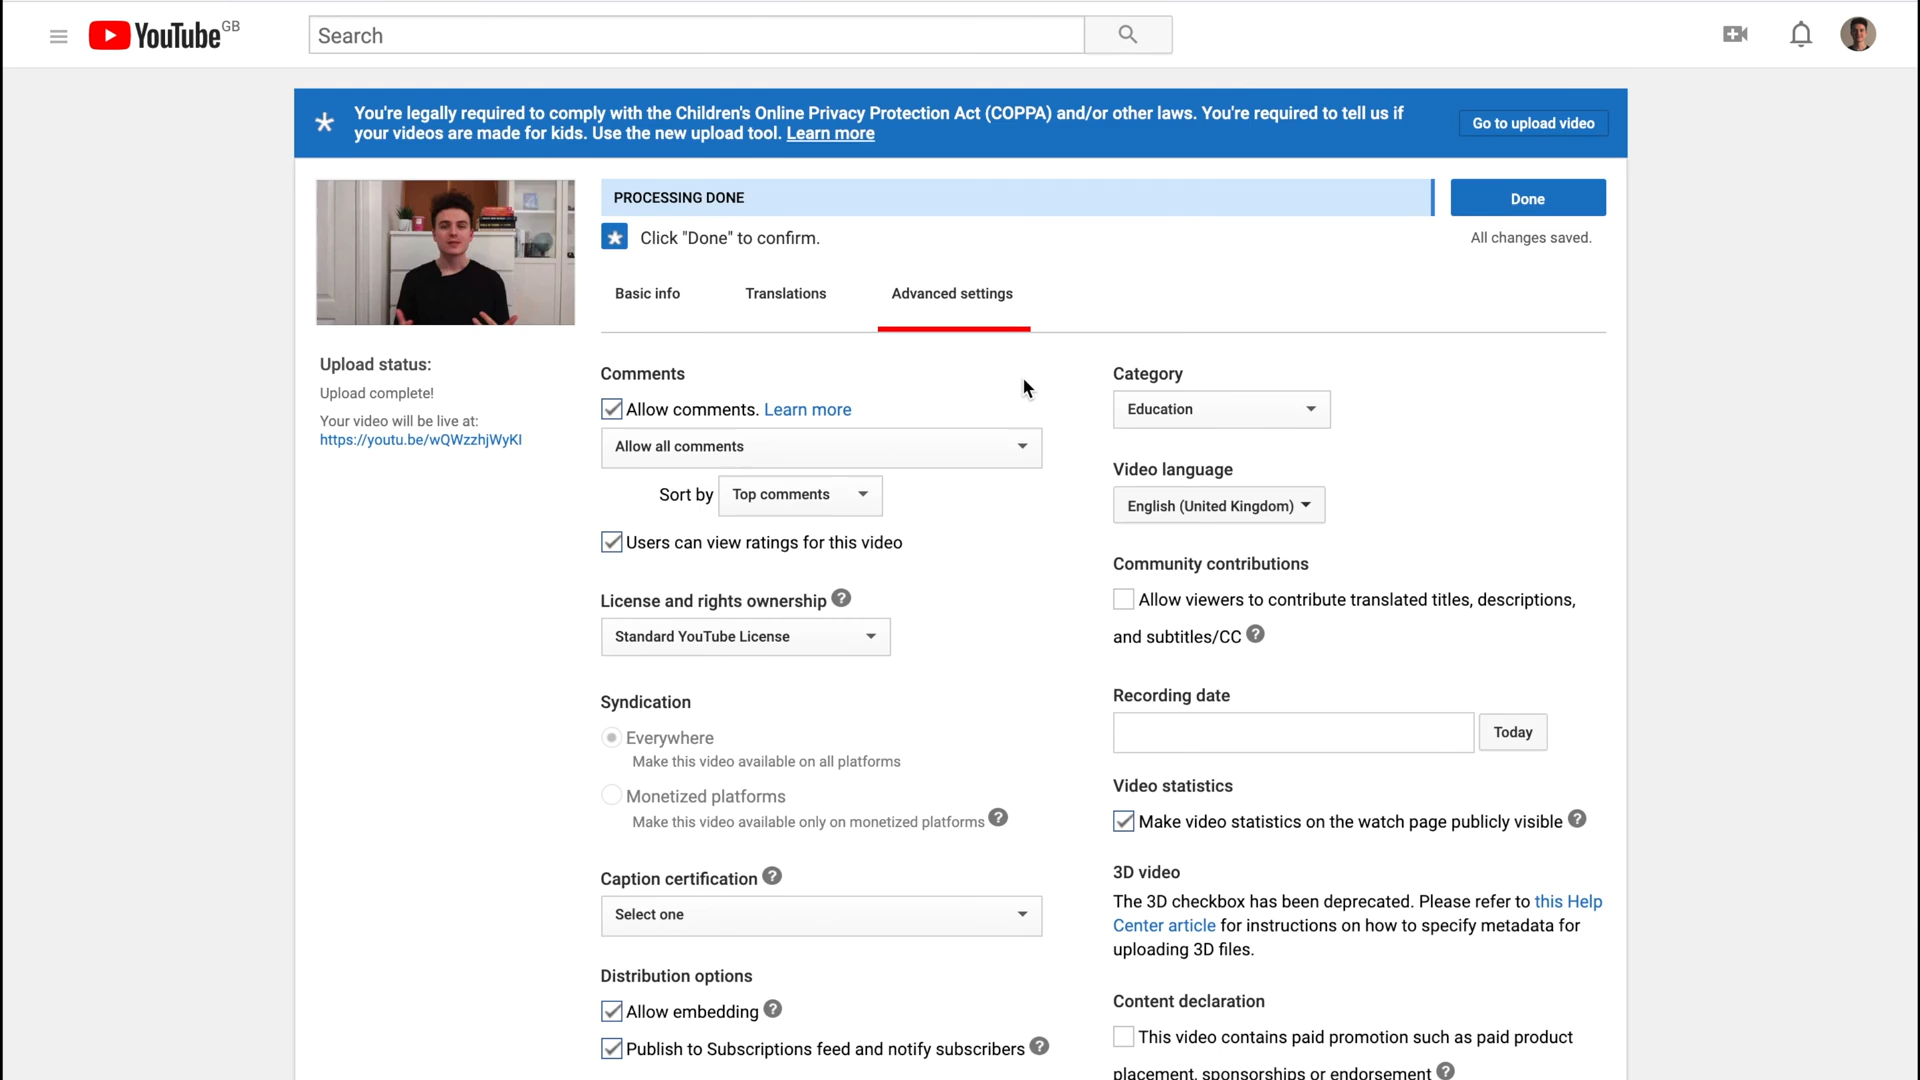 YouTube GB
Search
You're legally required to comply with the Children's Online Privacy Protection Act (COPPA) and/or other laws. You're required to tell us if
your videos are made for kids. Use the new upload tool. Learn more
Go to upload video
PROCESSING DONE
Done
Click "Done" to confirm.
All changes saved.
Basic info
Translations
Advanced settings
Upload status:
Upload complete!
Your video will be live at:
https://youtu.be/wQWzzhjWyKI
Comments
Allow comments. Learn more
Allow all comments
Sort by Top comments
Users can view ratings for this video
License and rights ownership ?
Standard YouTube License
Syndication
Everywhere
Make this video available on all platforms
Monetized platforms
Make this video available only on monetized platforms ?
Caption certification ?
Select one
Distribution options
Allow embedding ?
Publish to Subscriptions feed and notify subscribers ?
Category
Education
Video language
English (United Kingdom)
Community contributions
Allow viewers to contribute translated titles, descriptions,
and subtitles/CC ?
Recording date
Today
Video statistics
Make video statistics on the watch page publicly visible ?
3D video
The 3D checkbox has been deprecated. Please refer to this Help
Center article for instructions on how to specify metadata for
uploading 3D files.
Content declaration
This video contains paid promotion such as paid product
placement, sponsorships or endorsement ?